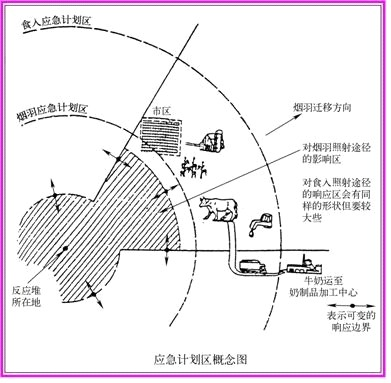 食入应急计划区
烟羽应急计划区
市区
烟羽迁移方向
对烟羽照射途径
的影响区
对食入照射途径
的响应区会有同
样的形状但要较
大些
反应堆
所在地
牛奶运至
奶制品加工中心
表示可变的
响应边界
应急计划区概念图